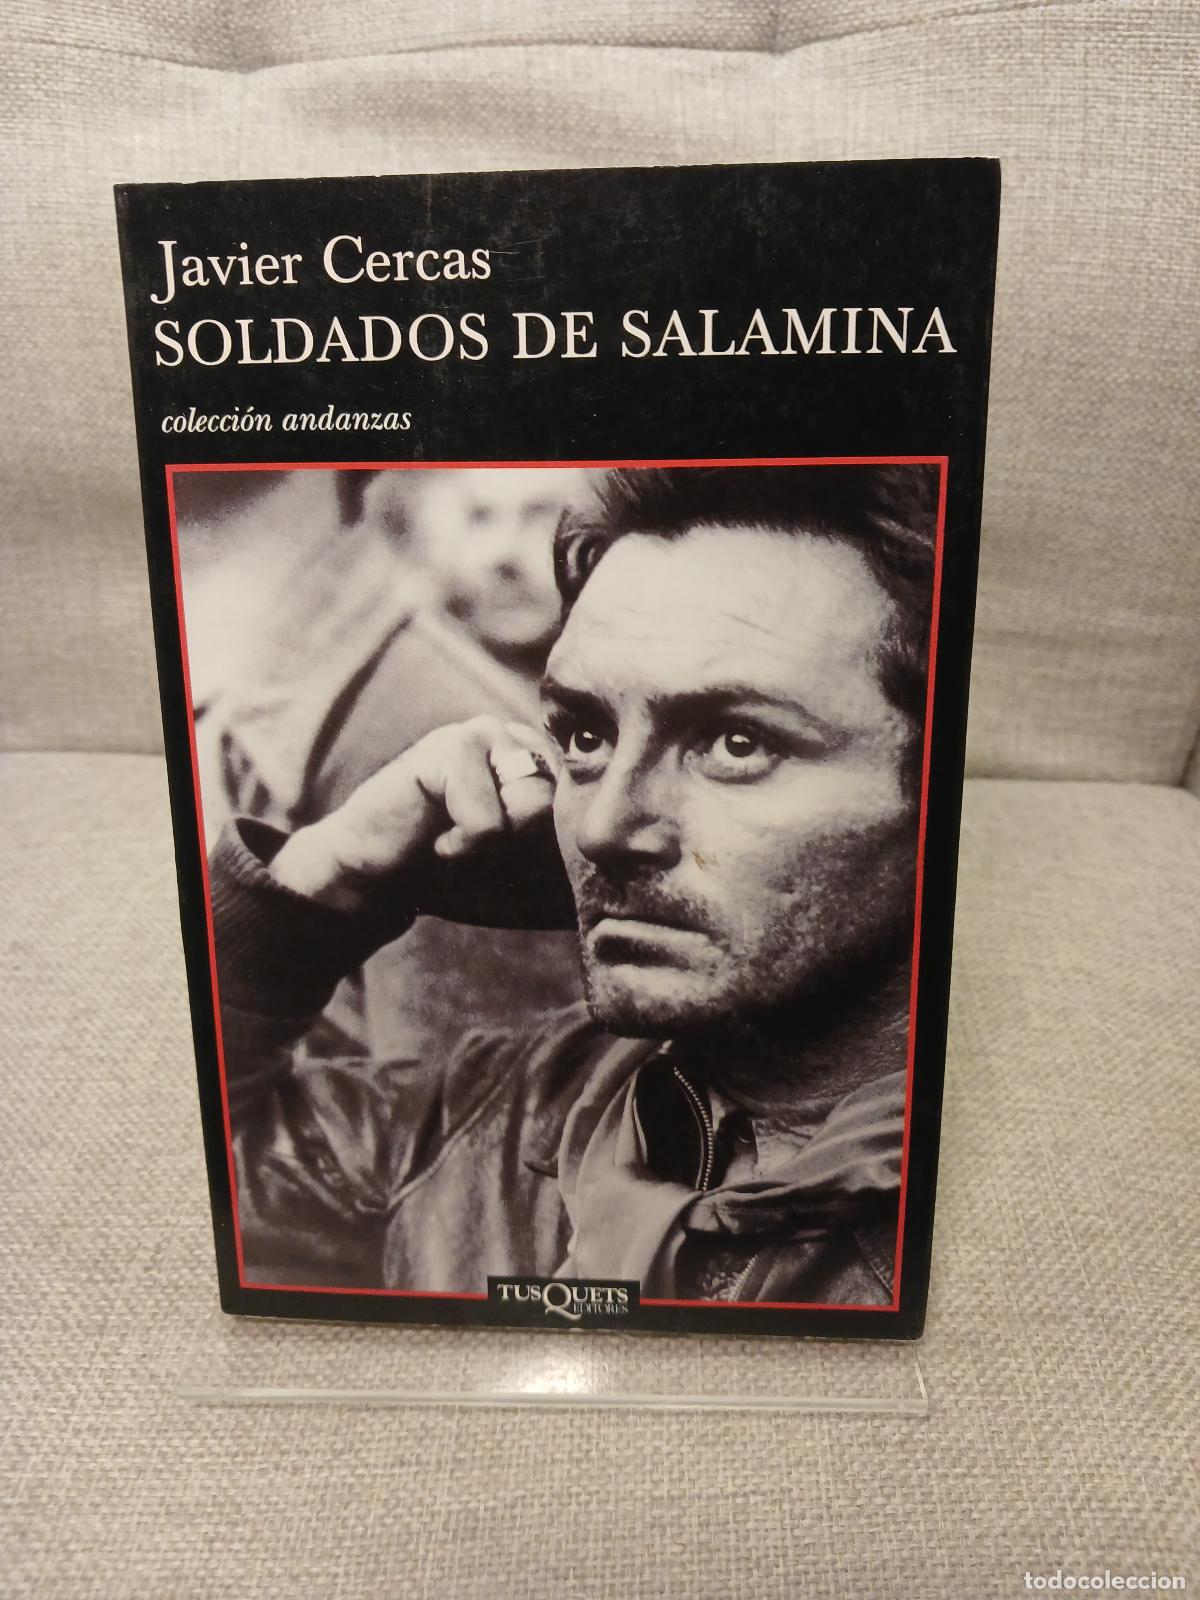 Javier Cercas
SOLDADOS DE SALAMINA
colección andanzas
TUSQUETS
EDITORES
todocoleccion